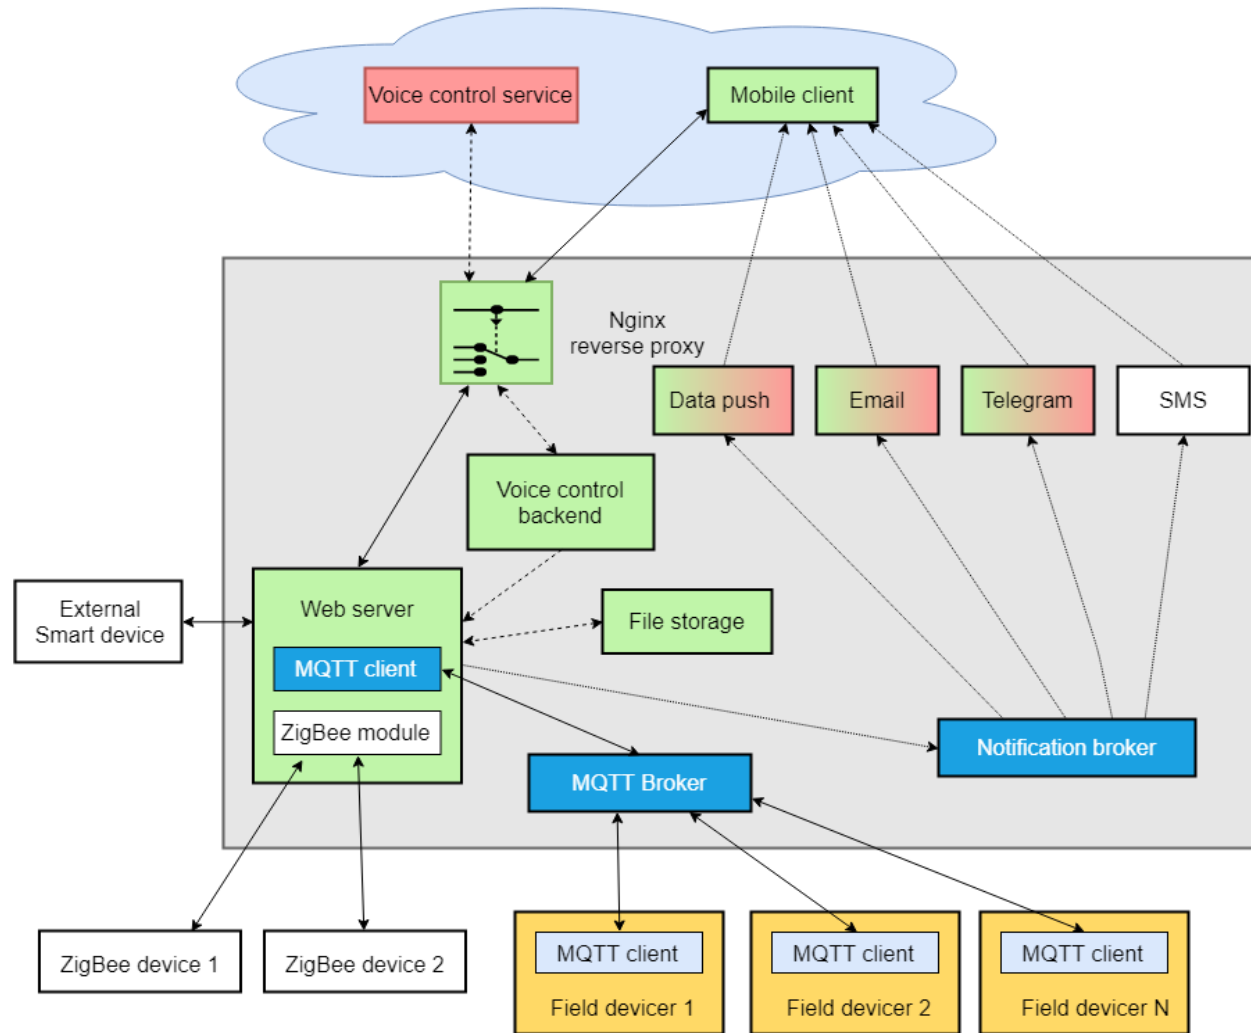 Voice control service
Mobile client
Nginx
reverse proxy
Data push
Email
Telegram
SMS
Voice control
backend
External
Smart device
Web server
File storage
MQTT client
ZigBee module
Notification broker
MQTT Broker
ZigBee device 1
ZigBee device 2
MQTT client
Field devicer 1
MQTT client
Field devicer 2
MQTT client
Field devicer N